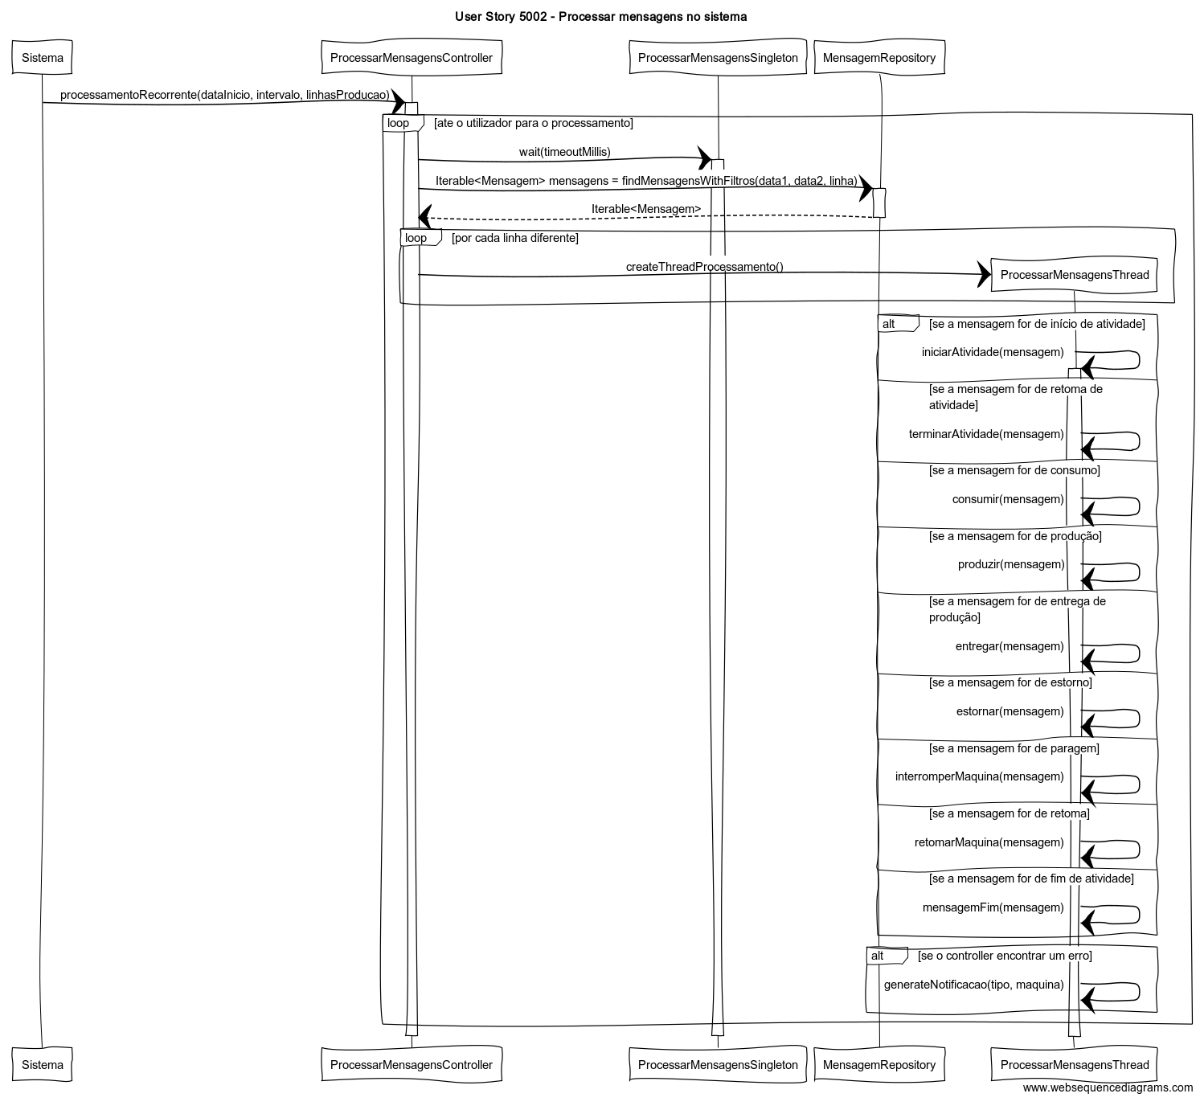 User Story 5002 - Processar mensagens no sistema
Sistema
ProcessarMensagensController
ProcessarMensagensSingleton
MensagemRepository
processamentoRecorrente(dataInicio, intervalo, linhasProducao)
loop
[ate o utilizador para o processamento]
wait(timeoutMillis)
Iterable<Mensagem> mensagens = findMensagensWithFiltros(data1, data2, linha)
Iterable<Mensagem>
loop
[por cada linha diferente]
createThreadProcessamento()
ProcessarMensagensThread
alt
[se a mensagem for de início de atividade]
iniciarAtividade(mensagem)
[se a mensagem for de retoma de
atividade]
terminarAtividade(mensagem)
[se a mensagem for de consumo]
consumir(mensagem)
[se a mensagem for de produção]
produzir(mensagem)
[se a mensagem for de entrega de
produção]
entregar(mensagem)
[se a mensagem for de estorno]
estornar(mensagem)
[se a mensagem for de paragem]
interromperMaquina(mensagem)
[se a mensagem for de retoma]
retomarMaquina(mensagem)
[se a mensagem for de fim de atividade]
mensagemFim(mensagem)
alt
[se o controller encontrar um erro]
generateNotificacao(tipo, maquina)
Sistema
ProcessarMensagensController
ProcessarMensagensSingleton
MensagemRepository
ProcessarMensagensThread
www.websequencediagrams.com